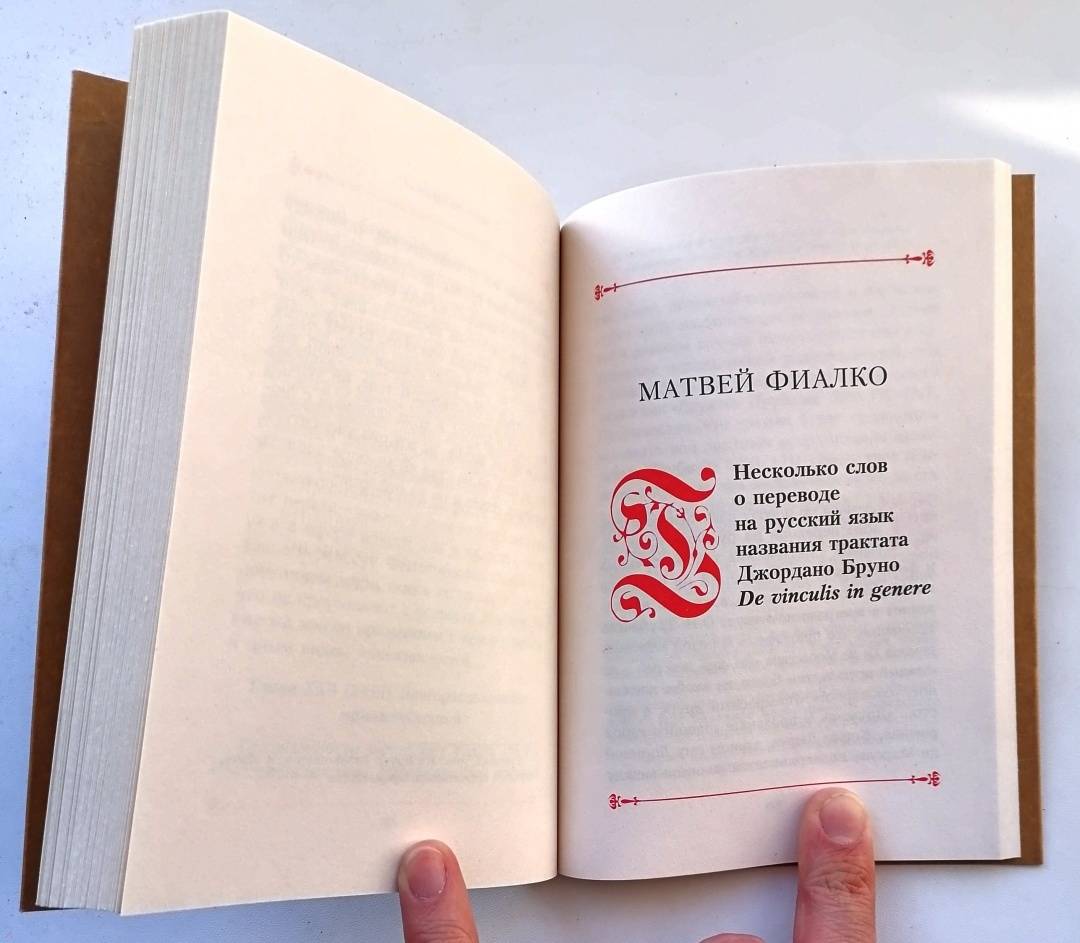 МАТВЕЙ ФИАЛКО
Несколько слов
о переводе
на русский язык
названия трактата
Джордано Бруно
De vinculis in genere